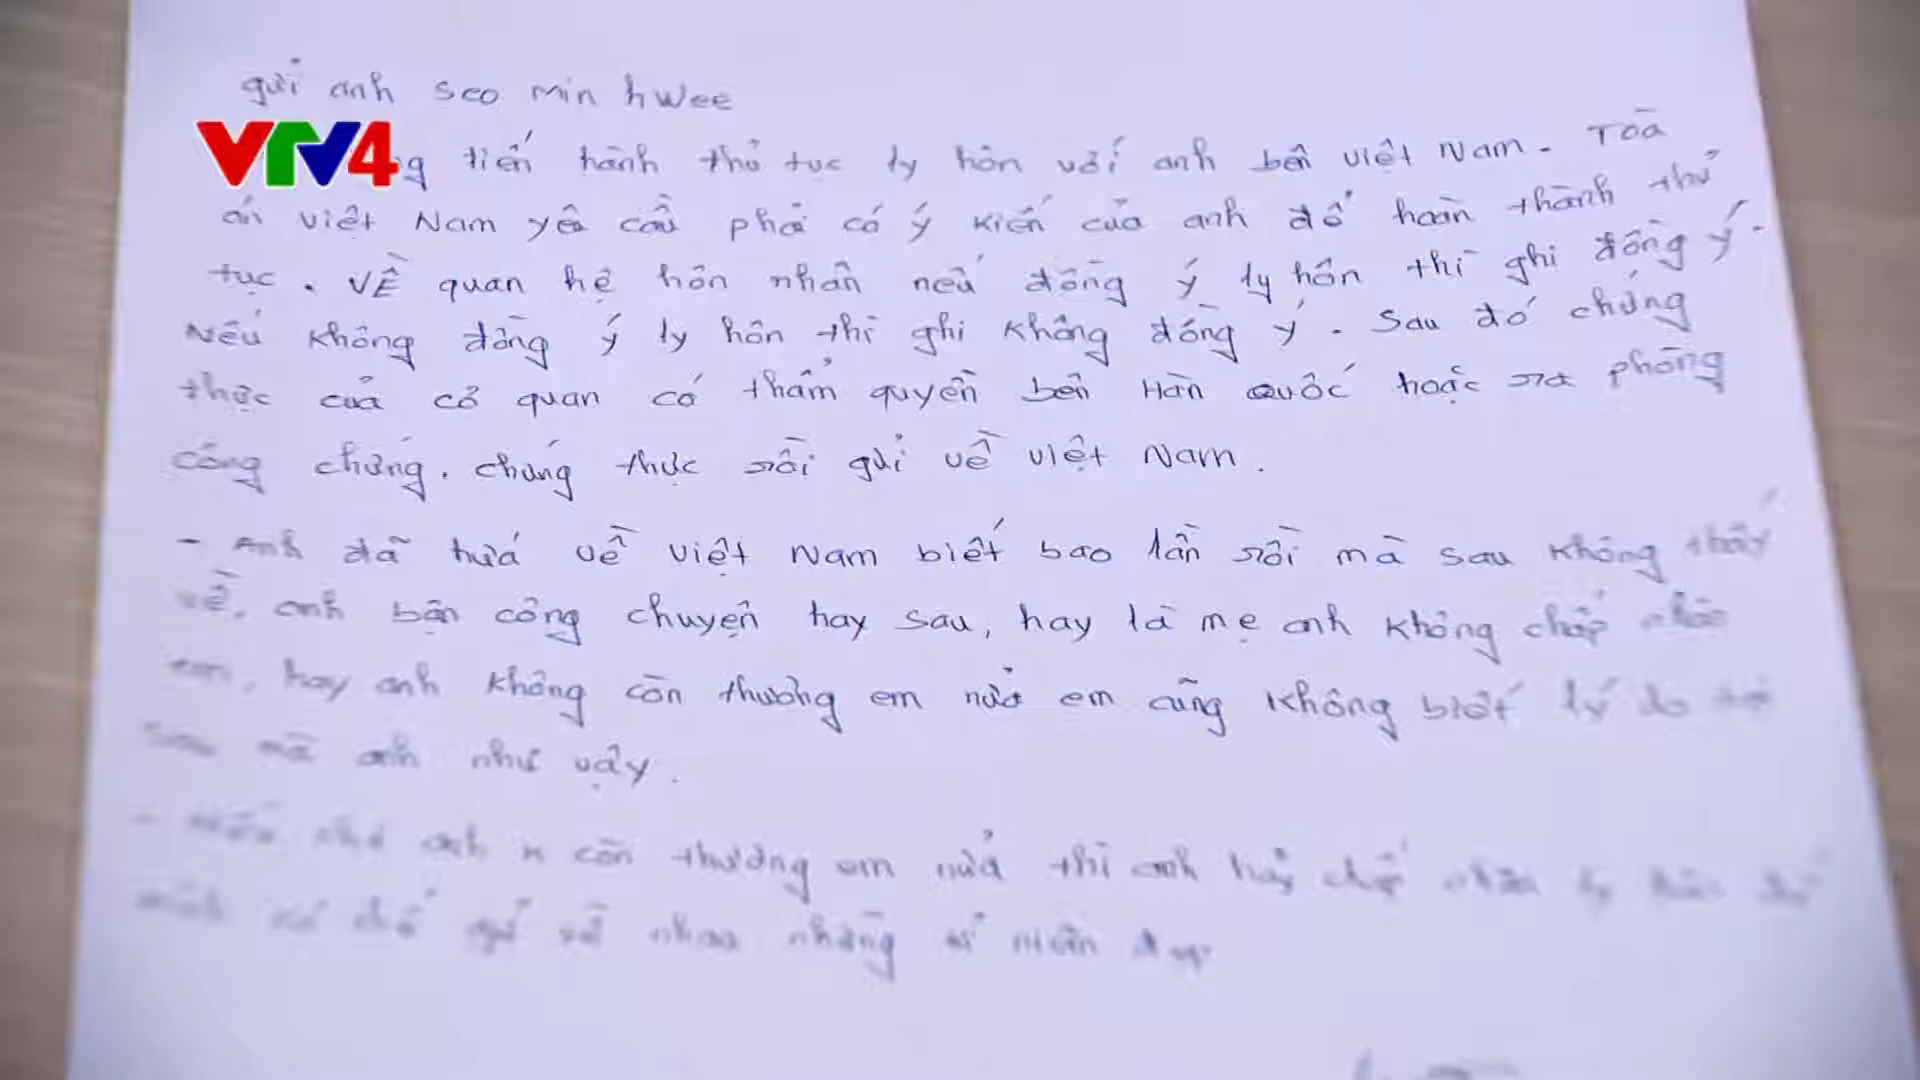 gửi anh seo min hwee
VTV4
tiến hành thủ tục ly hôn với anh bên việt Nam. Toà
án việt Nam yêu cầu phải có ý kiến của anh để hoàn thành thủ
tục. Về quan hệ hôn nhân nếu đồng ý ly hôn thì ghi đồng ý.
Nếu không đồng ý ly hôn thì ghi không đồng ý. Sau đó chứng
thực của cơ quan có thẩm quyền bên Hàn Quốc hoặc ra phòng
công chứng. chứng thực rồi gửi về việt Nam.
- Anh đã hứa về việt Nam biết bao lần rồi mà sau không thấy
về, anh bận công chuyện hay sau, hay là mẹ anh không chấp nhận
em, hay anh không còn thương em nữa em cũng không biết lý do tại
sau mà anh như vậy.
- Nếu như anh k còn thương em nữa thì anh hãy chấp nhận ly hôn để